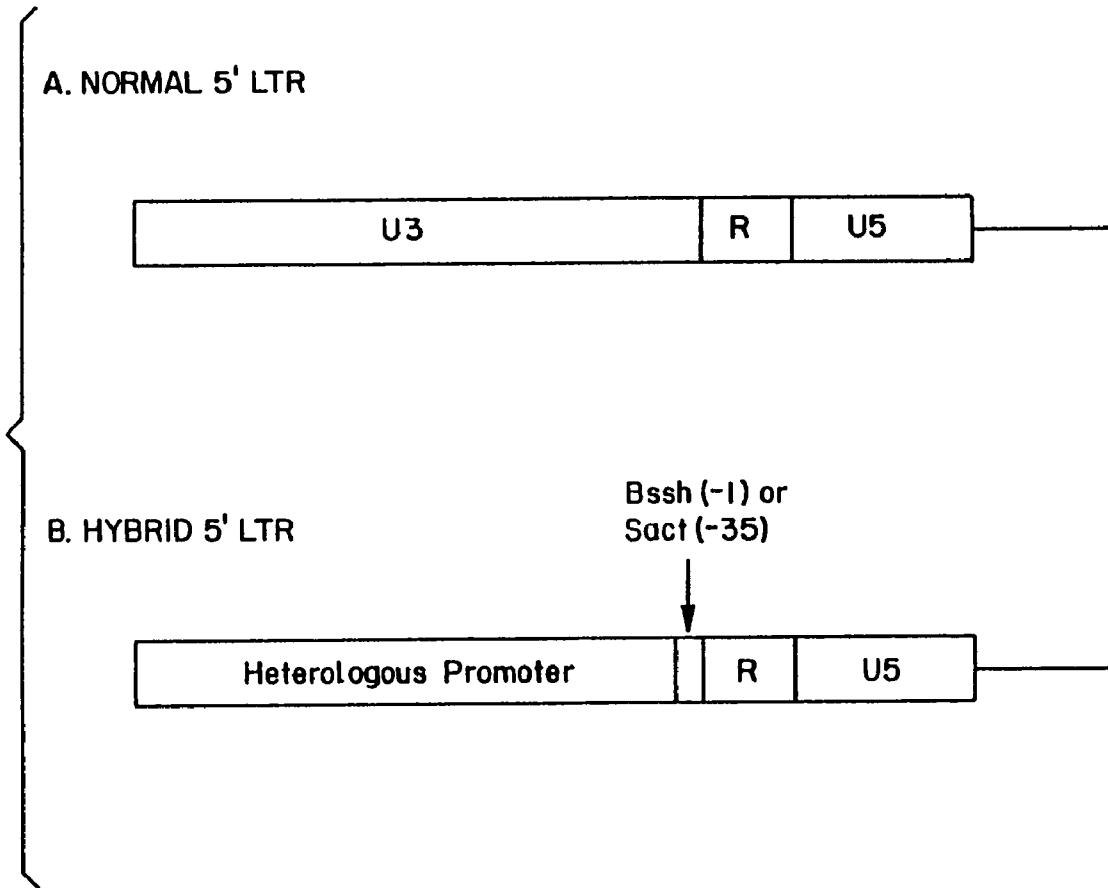 A. NORMAL 5' LTR
U3 R U5
Bssh (-1) or
Sact (-35)
B. HYBRID 5' LTR
Heterologous Promoter R U5